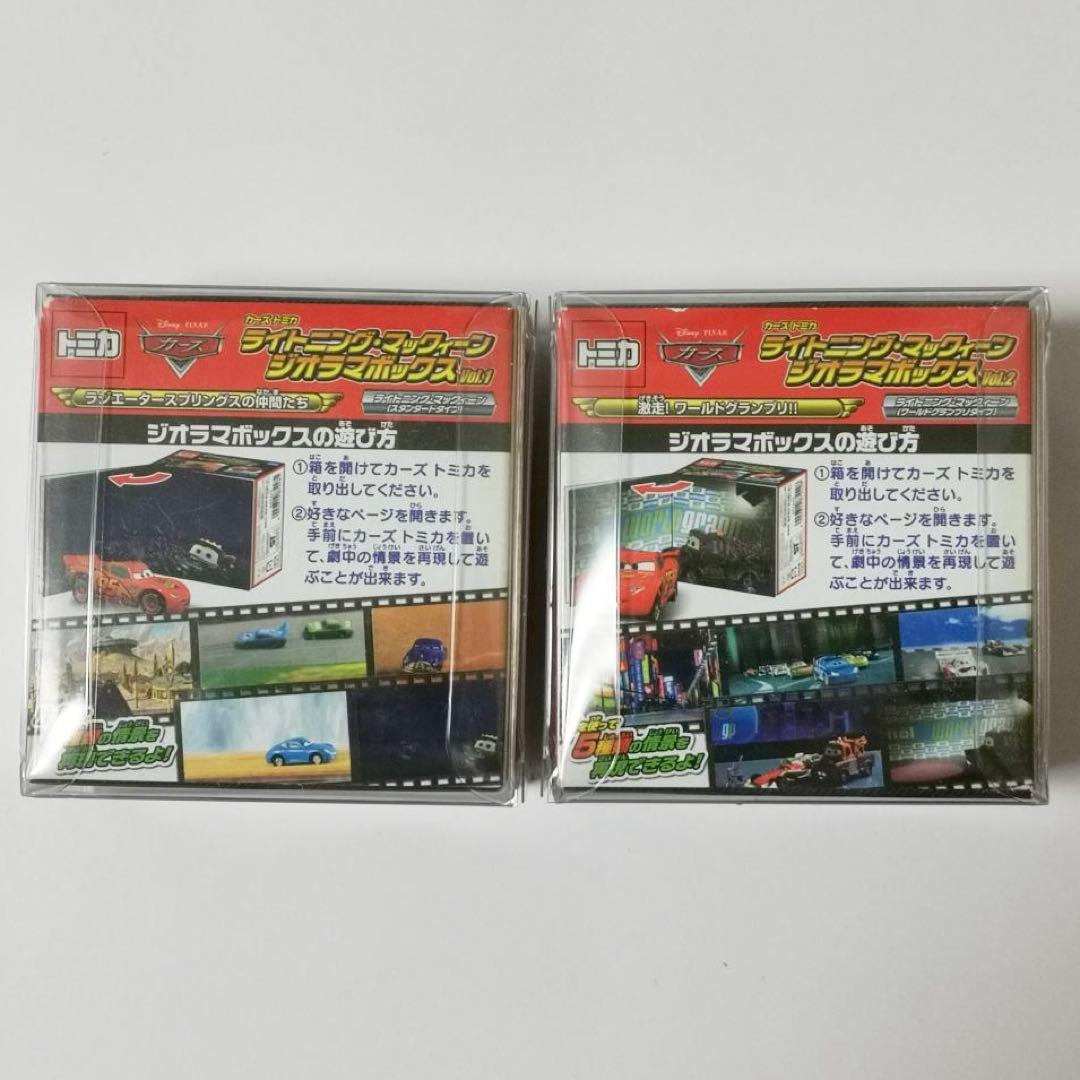 トミカ
Disney PIXAR
カーズ
カーズ トミカ
ライトニング・マックィーン
ジオラマボックス Vol.1
ラジエータースプリングスの仲間たち
ライトニング・マックィーン
(スタンダードタイプ)
ジオラマボックスの遊び方
①箱を開けてカーズ トミカを
取り出してください。
②好きなページを開きます。
手前にカーズ トミカを置い
て、劇中の情景を再現して遊
ぶことが出来ます。
の情景を
できるよ!
トミカ
Disney PIXAR
カーズ
カーズ トミカ
ライトニング・マックィーン
ジオラマボックス Vol.2
激走! ワールドグランプリ!!
ライトニング・マックィーン
(ワールドグランプリタイプ)
ジオラマボックスの遊び方
①箱を開けてカーズ トミカを
取り出してください。
②好きなページを開きます。
手前にカーズ トミカを置い
て、劇中の情景を再現して遊
ぶことが出来ます。
を使って
5種類の情景を
再現できるよ!